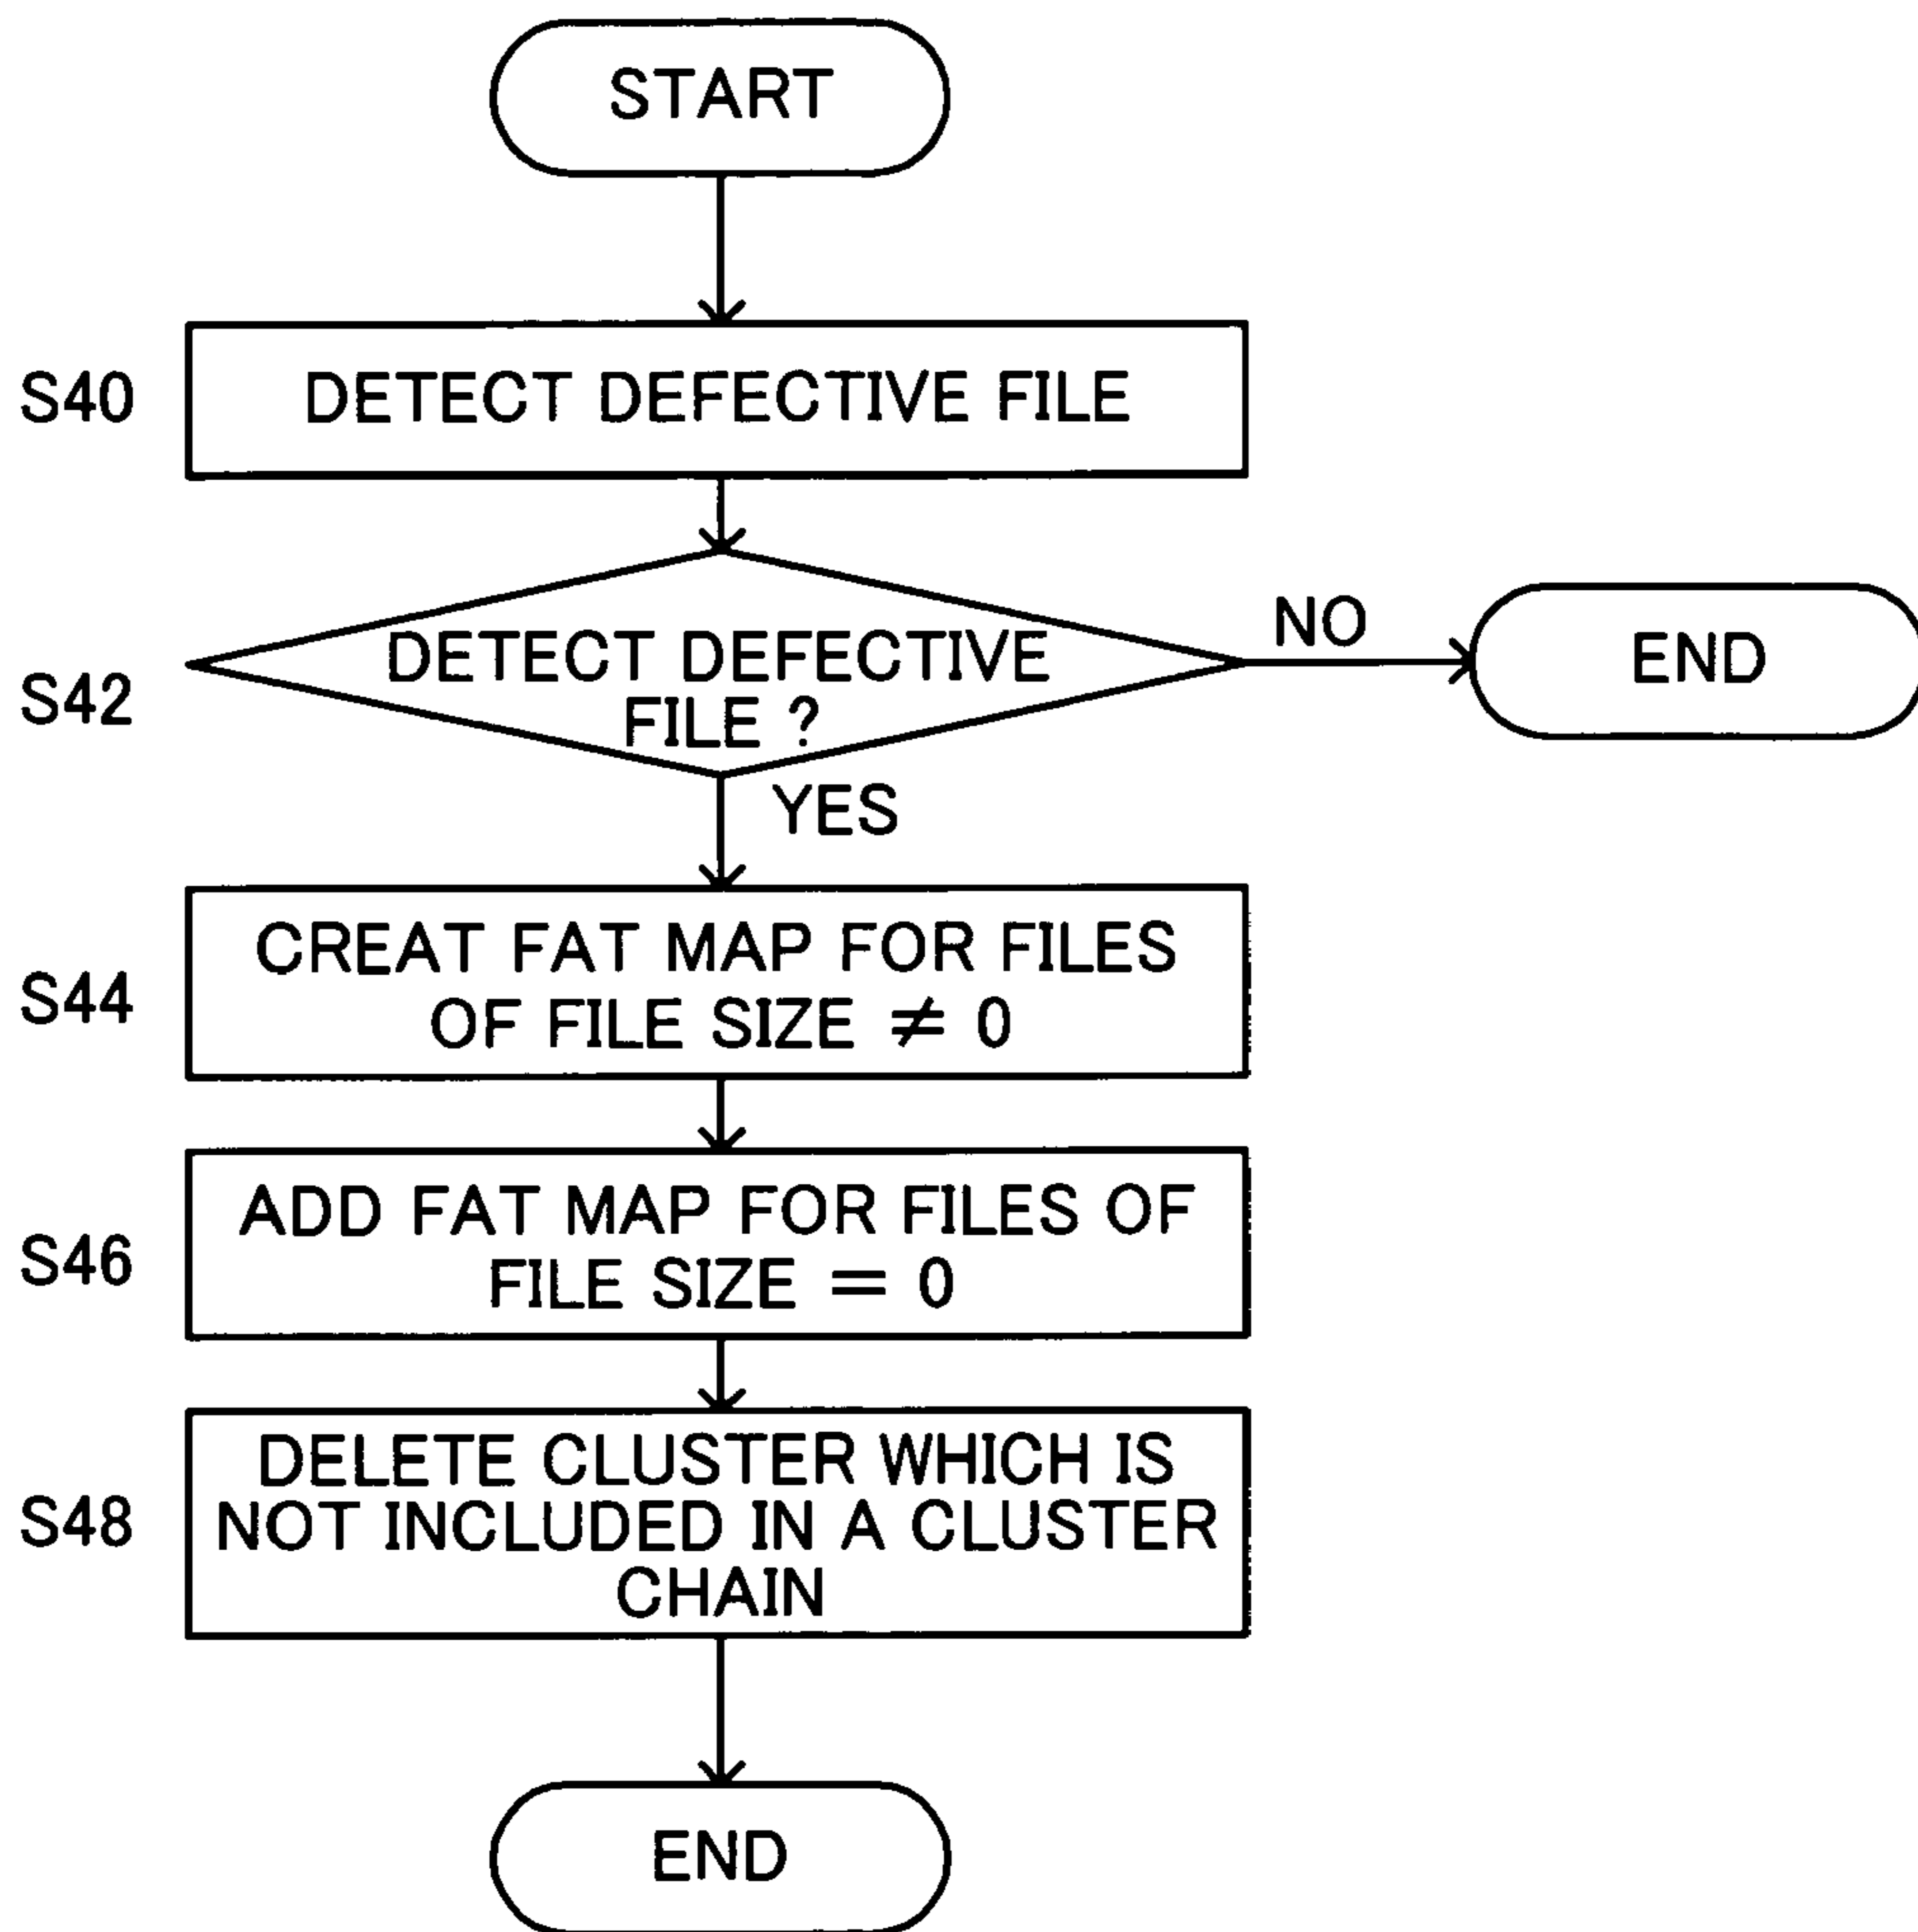 START
S40
DETECT DEFECTIVE FILE
S42
DETECT DEFECTIVE
FILE ?
NO
END
YES
S44
CREAT FAT MAP FOR FILES
OF FILE SIZE ≠ 0
S46
ADD FAT MAP FOR FILES OF
FILE SIZE = 0
S48
DELETE CLUSTER WHICH IS
NOT INCLUDED IN A CLUSTER
CHAIN
END